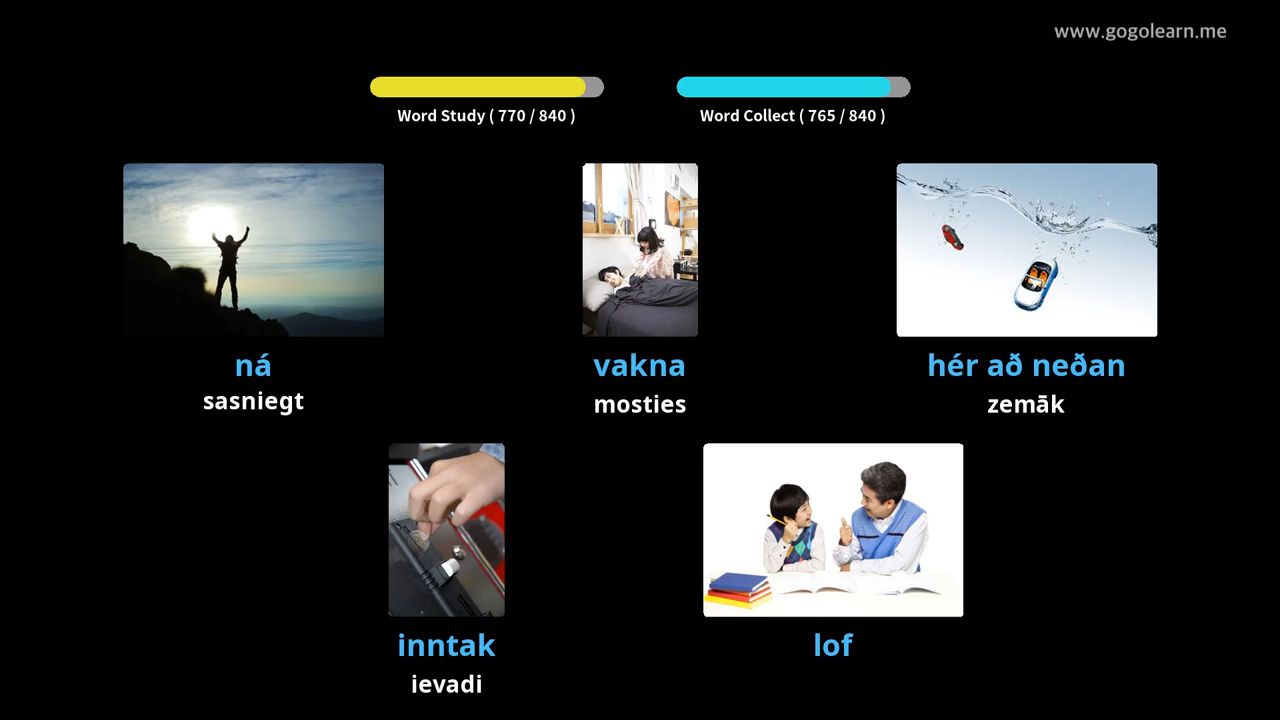 www.gogolearn.me
Word Study ( 770 / 840 )
Word Collect ( 765 / 840 )
ná
sasniegt
vakna
mosties
hér að neðan
zemāk
inntak
ievadi
lof